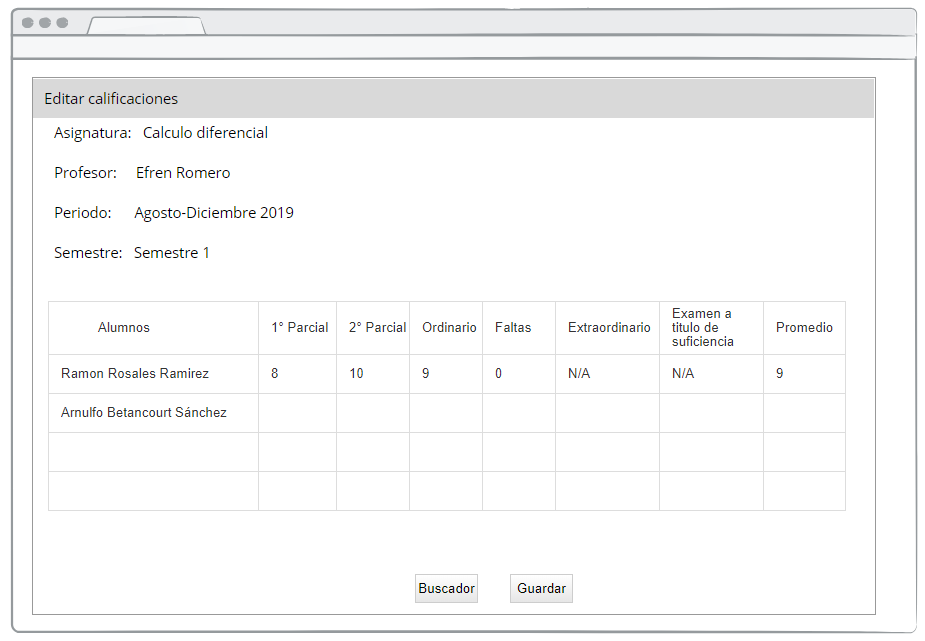 Editar calificaciones
Asignatura: Calculo diferencial
Profesor: Efren Romero
Periodo: Agosto-Diciembre 2019
Semestre: Semestre 1
Alumnos 1° Parcial 2° Parcial Ordinario Faltas Extraordinario Examen a titulo de suficiencia Promedio
Ramon Rosales Ramirez 8 10 9 0 N/A N/A 9
Arnulfo Betancourt Sánchez
Buscador Guardar